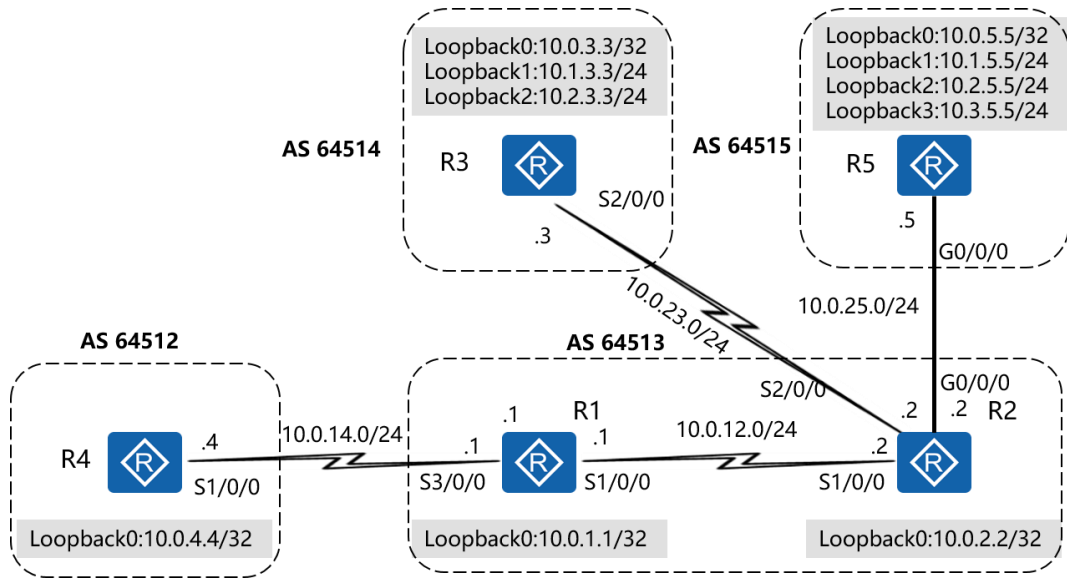 Loopback0:10.0.3.3/32
Loopback1:10.1.3.3/24
Loopback2:10.2.3.3/24
AS 64514
R3
R
S2/0/0
.3
Loopback0:10.0.5.5/32
Loopback1:10.1.5.5/24
Loopback2:10.2.5.5/24
Loopback3:10.3.5.5/24
AS 64515
R5
R
.5
G0/0/0
10.0.23.0/24
10.0.25.0/24
AS 64512
R4
R
.4
S1/0/0
Loopback0:10.0.4.4/32
10.0.14.0/24
AS 64513
.1
.1
S3/0/0
R1
R
.1
S1/0/0
Loopback0:10.0.1.1/32
10.0.12.0/24
S2/0/0
G0/0/0
.2
.2
R2
.2
R
S1/0/0
Loopback0:10.0.2.2/32